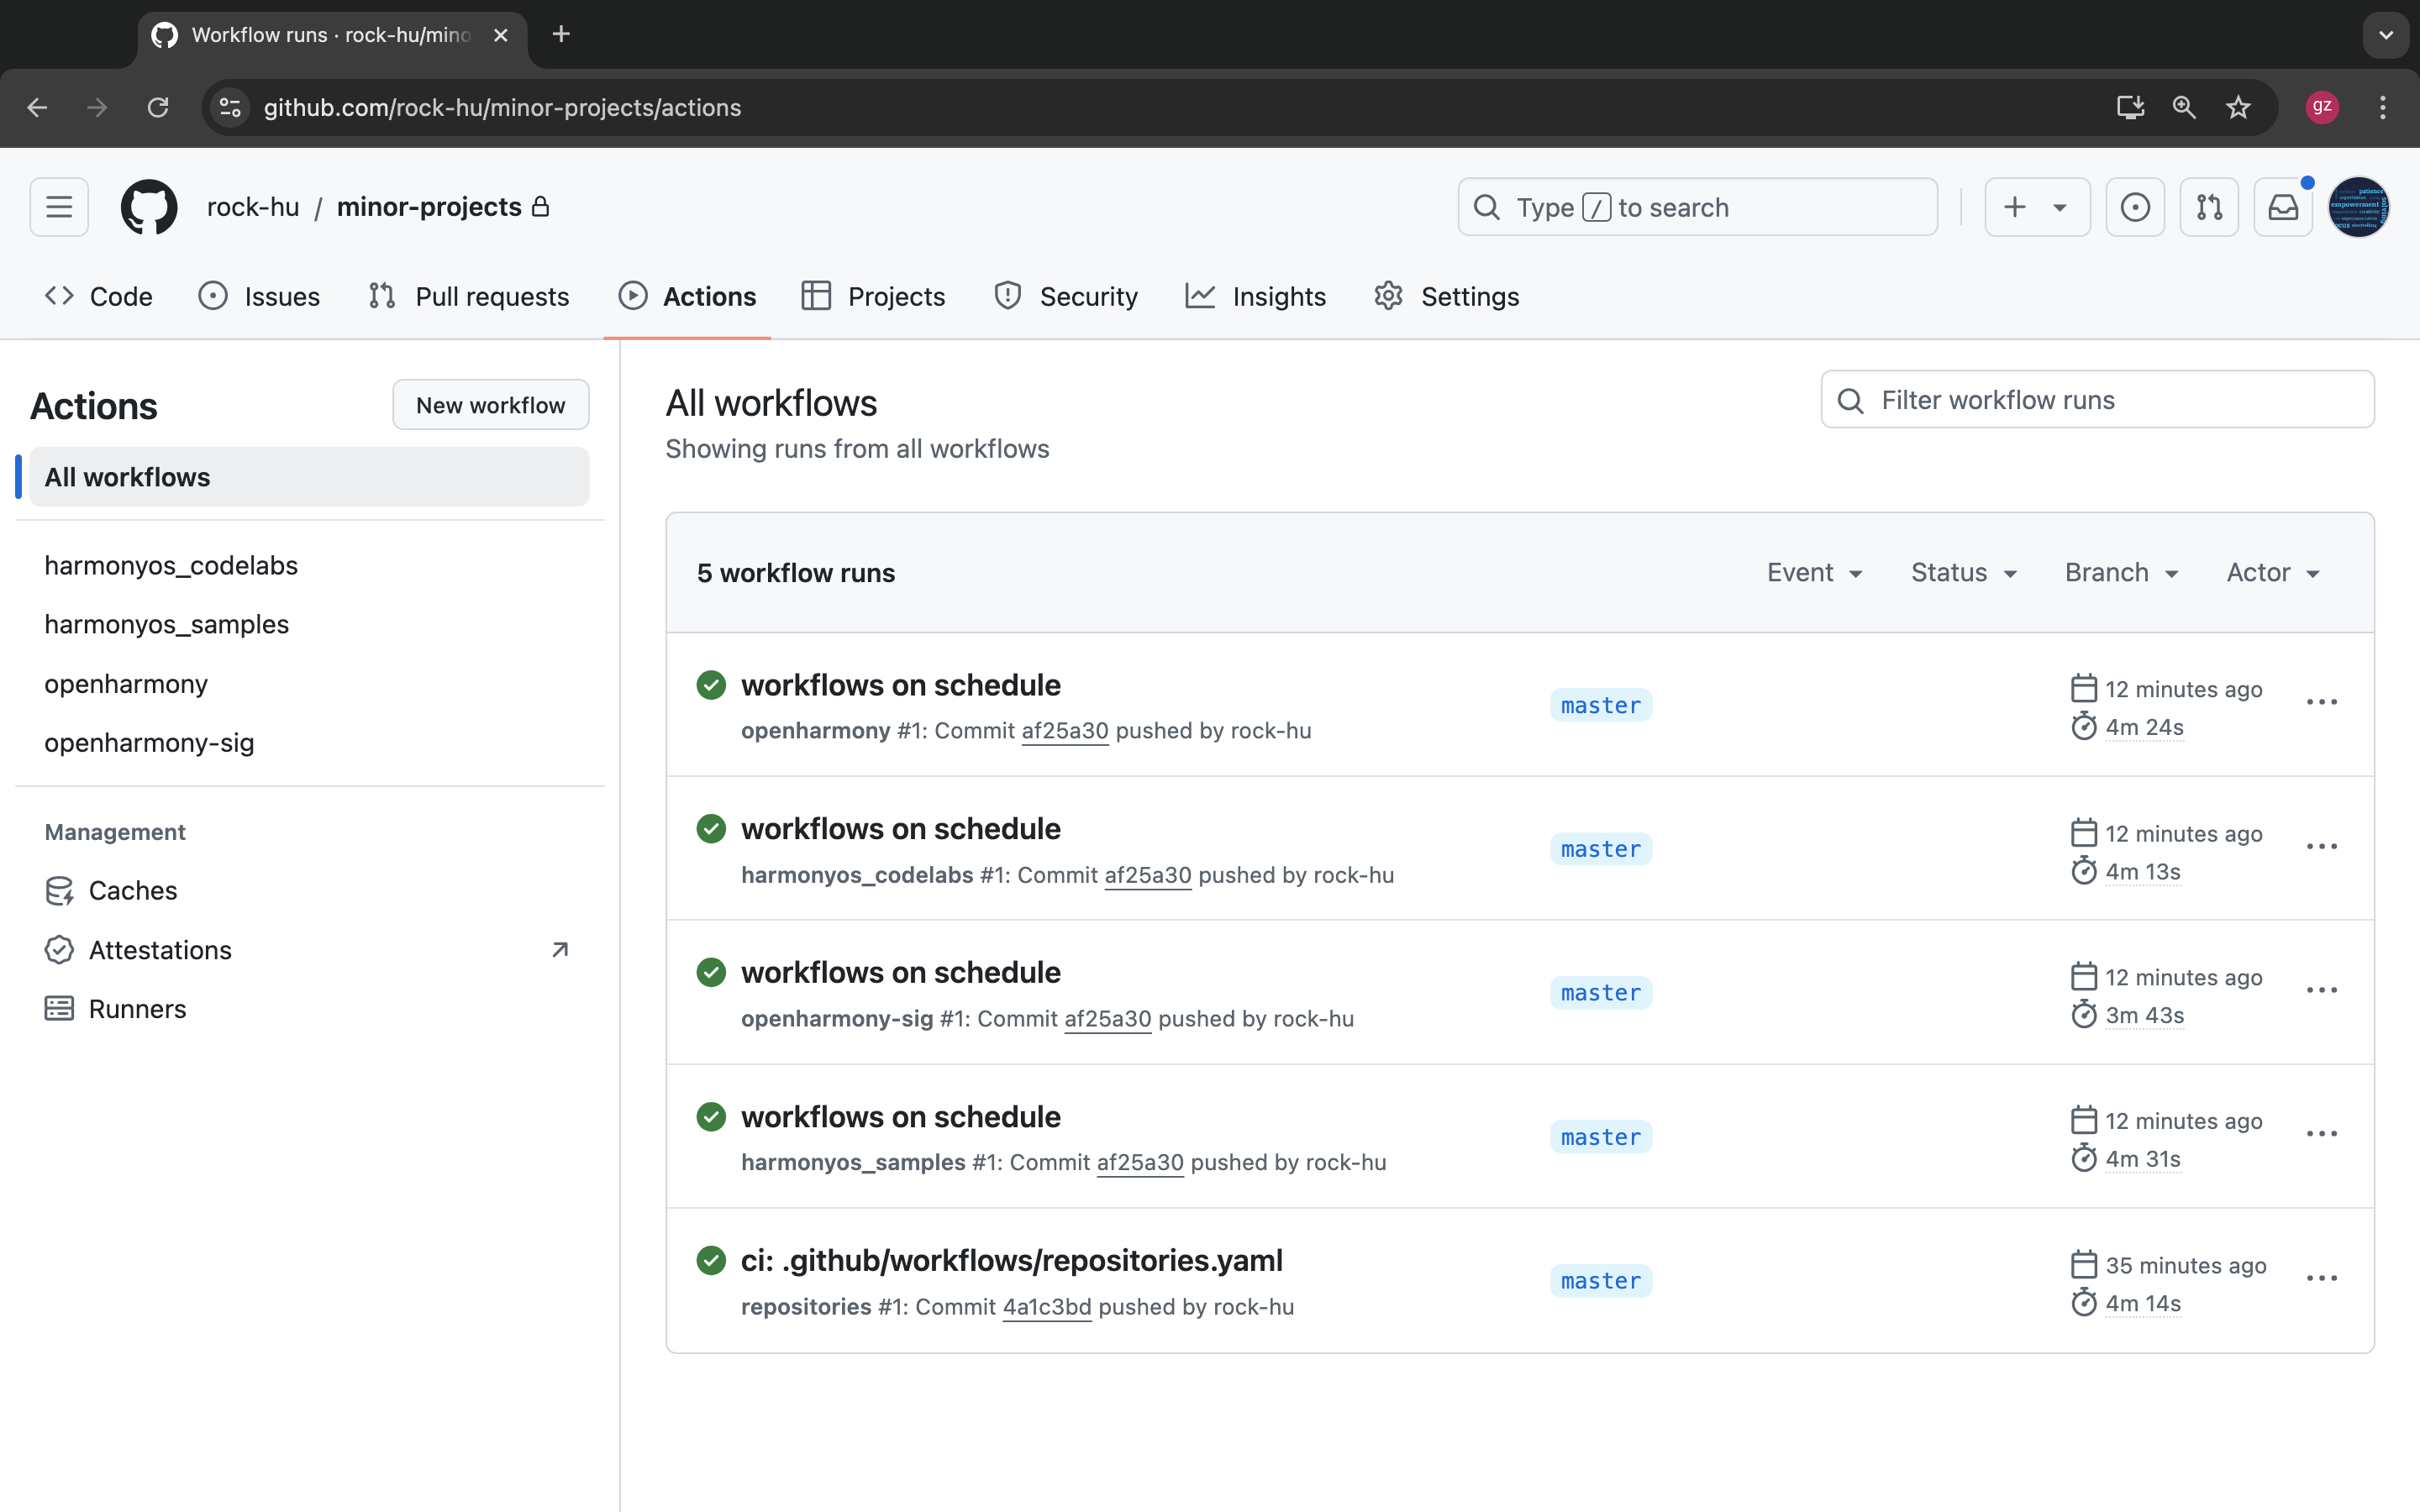 Workflow runs · rock-hu/mino
github.com/rock-hu/minor-projects/actions
gz
rock-hu / minor-projects
Type / to search
Code
Issues
Pull requests
Actions
Projects
Security
Insights
Settings
Actions
New workflow
All workflows
harmonyos_codelabs
harmonyos_samples
openharmony
openharmony-sig
Management
Caches
Attestations
Runners
All workflows
Showing runs from all workflows
Filter workflow runs
5 workflow runs
Event
Status
Branch
Actor
workflows on schedule
openharmony #1: Commit af25a30 pushed by rock-hu
master
12 minutes ago
4m 24s
workflows on schedule
harmonyos_codelabs #1: Commit af25a30 pushed by rock-hu
master
12 minutes ago
4m 13s
workflows on schedule
openharmony-sig #1: Commit af25a30 pushed by rock-hu
master
12 minutes ago
3m 43s
workflows on schedule
harmonyos_samples #1: Commit af25a30 pushed by rock-hu
master
12 minutes ago
4m 31s
ci: .github/workflows/repositories.yaml
repositories #1: Commit 4a1c3bd pushed by rock-hu
master
35 minutes ago
4m 14s